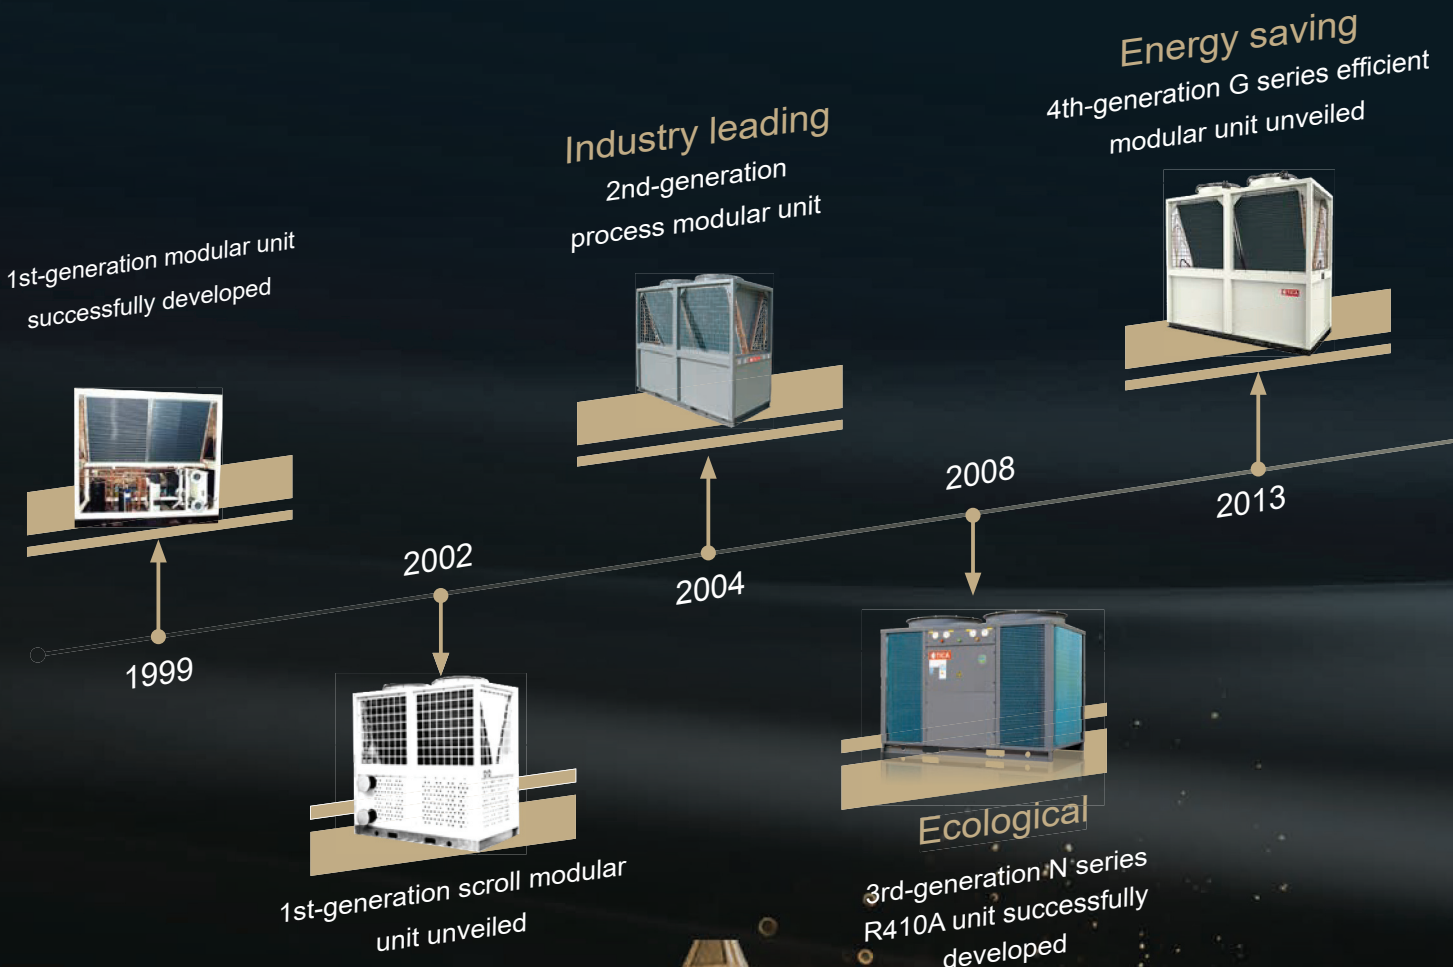 1st-generation modular unit
successfully developed
1999
2002
1st-generation scroll modular
unit unveiled
Industry leading
2nd-generation
process modular unit
2004
2008
TICA
Ecological
3rd-generation N series
R410A unit successfully
developed
Energy saving
4th-generation G series efficient
modular unit unveiled
TICA
2013